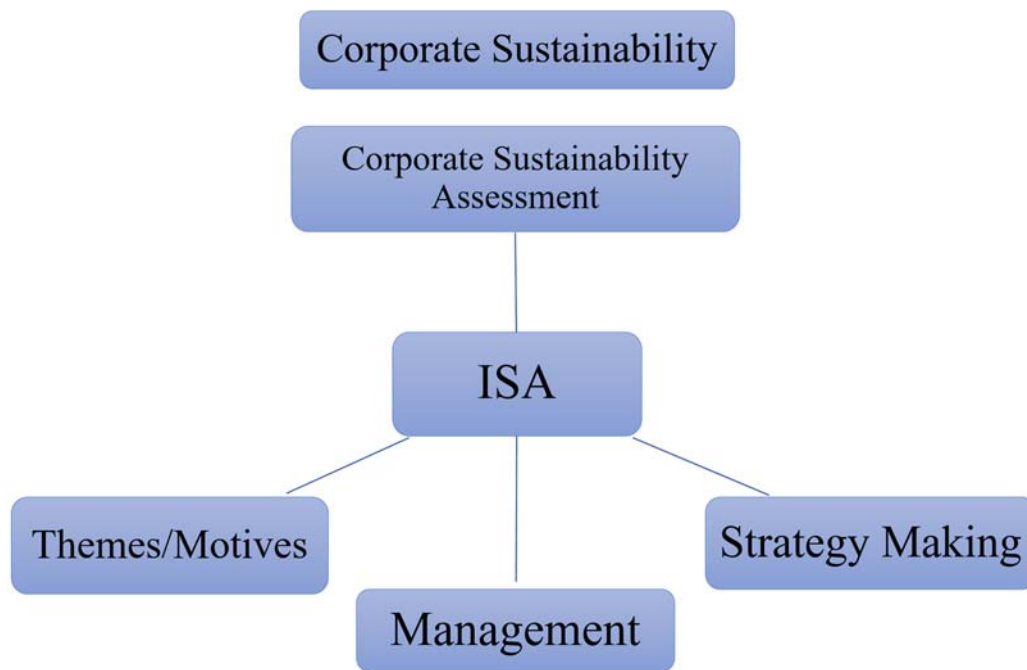 Corporate Sustainability
Corporate Sustainability
Assessment
ISA
Themes/Motives
Strategy Making
Management